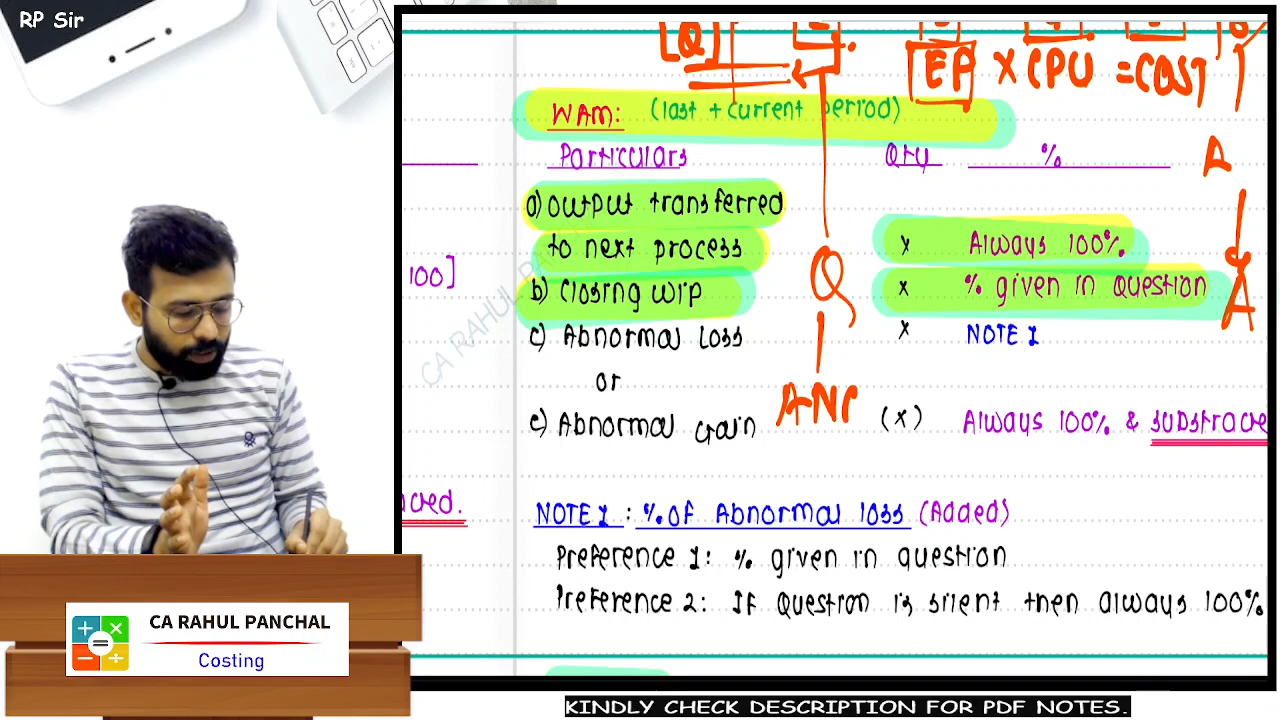 RP Sir
[Q]
EP X CPU = COST
WAM: (last + current period)
Particulars Qty %
A
a) output transferred
to next process x Always 100%.
100]
b) closing WIP Q x % given in question
A
c) Abnormal Loss x NOTE 1
or
ANL
e) Abnormal Gain (x) Always 100% & substracte
cred.
NOTE 1 : % OF Abnormal loss (Added)
Preference 1: % given in question
Preference 2: If Question is silent then always 100%.
CA RAHUL PANCHAL
Costing
KINDLY CHECK DESCRIPTION FOR PDF NOTES.